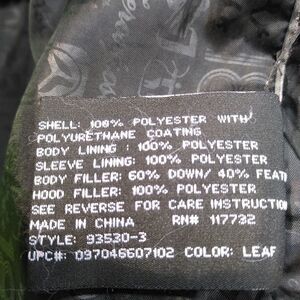 SHELL: 100% POLYESTER WITH
POLYURETHANE COATING
BODY LINING : 100% POLYESTER
SLEEVE LINING: 100% POLYESTER
BODY FILLER: 60% DOWN/ 40% FEAT
HOOD FILLER: 100% POLYESTER
SEE REVERSE FOR CARE INSTRUCTION
MADE IN CHINA RN# 117732
STYLE: 93530-3
UPC#: 097046607102 COLOR: LEAF